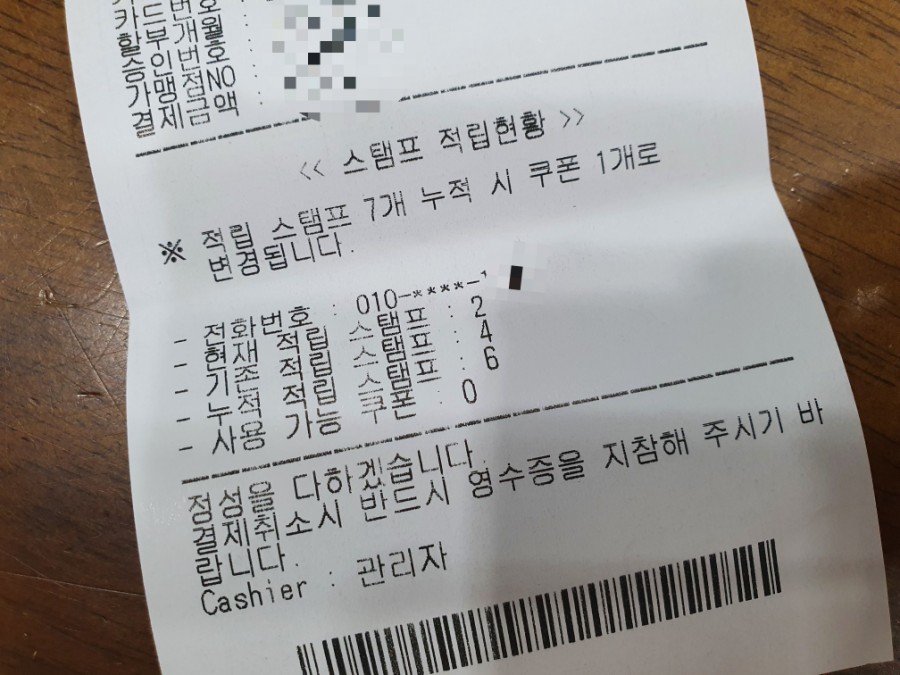 카드번호 :
할부개월 :
승인번호 :
가맹점NO :
결제금액 :
<< 스탬프 적립현황 >>
※ 적립 스탬프 7개 누적 시 쿠폰 1개로
변경됩니다.
- 전화번호 : 010-****-
- 현재 적립 스탬프 : 2
- 기존 적립 스탬프 : 4
- 누적 적립 스탬프 : 6
- 사용 가능 쿠폰 : 0
정성을 다하겠습니다.
결제취소시 반드시 영수증을 지참해 주시기 바
랍니다.
Cashier : 관리자